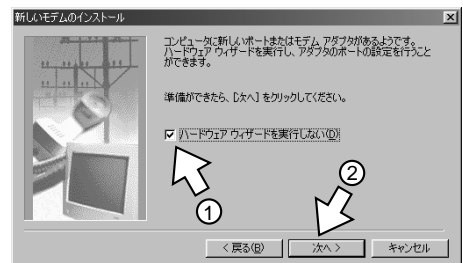 新しいモデムのインストール
コンピュータに新しいポートまたはモデム アダプタがあるようです。
ハードウェア ウィザードを実行し、アダプタのポートの設定を行うこと
ができます。
準備ができたら、[次へ] をクリックしてください。
ハードウェア ウィザードを実行しない(D)
①
②
< 戻る(B)
次へ >
キャンセル